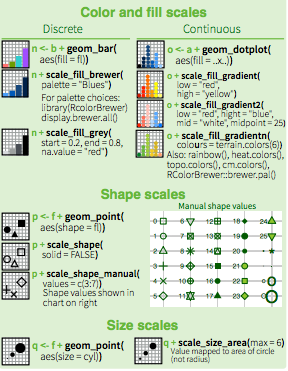 Color and fill scales
Discrete
n <- b + geom_bar(
aes(fill = fl))
n + scale_fill_brewer(
palette = "Blues")
For palette choices:
library(RColorBrewer)
display.brewer.all()
n + scale_fill_grey(
start = 0.2, end = 0.8,
na.value = "red")
Continuous
o <- a + geom_dotplot(
aes(fill = ..x..))
o + scale_fill_gradient(
low = "red",
high = "yellow")
o + scale_fill_gradient2(
low = "red", hight = "blue",
mid = "white", midpoint = 25)
o + scale_fill_gradientn(
colours = terrain.colors(6))
Also: rainbow(), heat.colors(),
topo.colors(), cm.colors(),
RColorBrewer::brewer.pal()
Shape scales
p <- f + geom_point(
aes(shape = fl))
p + scale_shape(
solid = FALSE)
p + scale_shape_manual(
values = c(3:7))
Shape values shown in
chart on right
Manual shape values
0 6 12 18 24
1 7 13 19 25
2 8 14 20
3 9 15 21
4 10 16 22
5 11 17 23
Size scales
p <- f + geom_point(
aes(size = cyl))
q + scale_size_area(max = 6)
Value mapped to area of circle
(not radius)